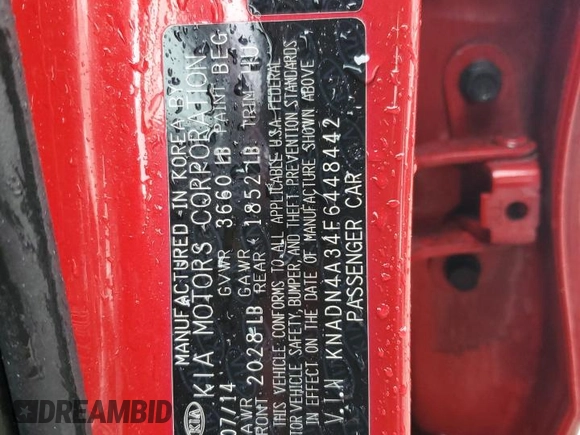 MANUFACTURED IN KOREA BY
KIA KIA MOTORS CORPORATION
07/14 GVWR 3660 LB PAINT BEG
GAWR GAWR TRIM
FRONT 2028 LB REAR 1852 LB
THIS VEHICLE CONFORMS TO ALL APPLICABLE U.S.A. FEDERAL
MOTOR VEHICLE SAFETY, BUMPER, AND THEFT PREVENTION STANDARDS
IN EFFECT ON THE DATE OF MANUFACTURE SHOWN ABOVE
V.I.N KNADN4A34F6448442
PASSENGER CAR
DREAMBID